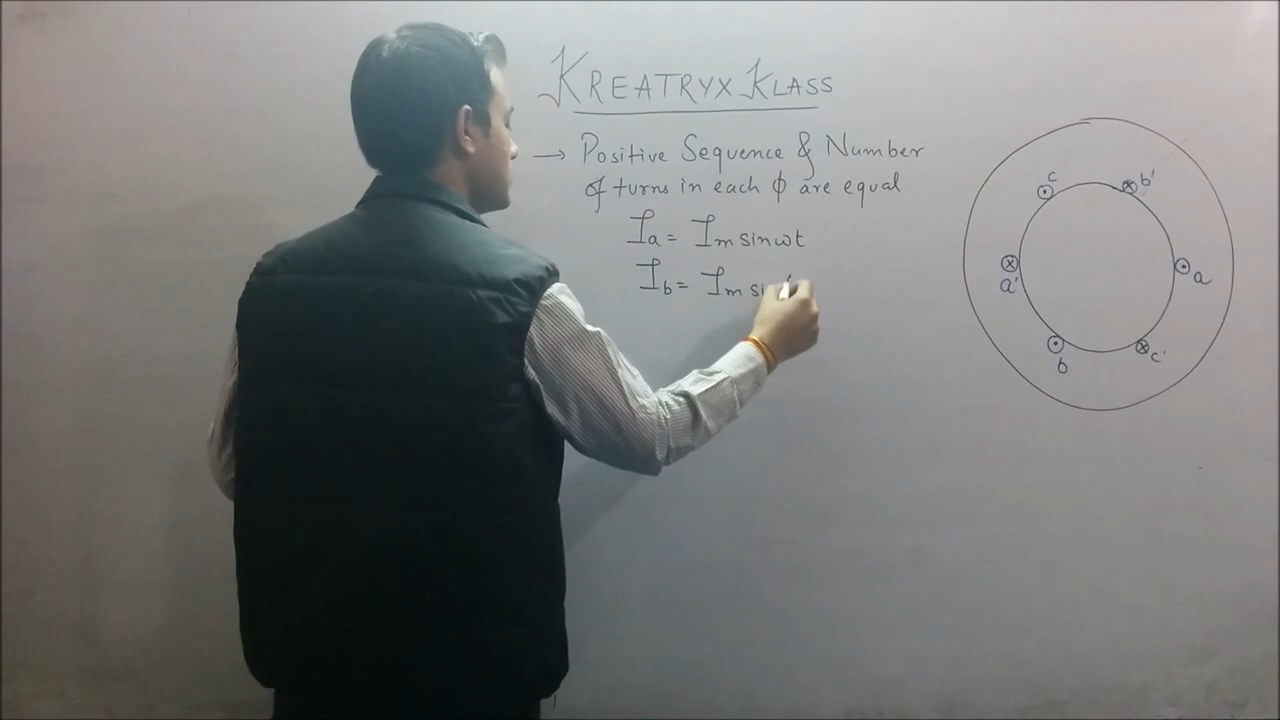 KREATRYX KLASS
→ Positive Sequence & Number
of turns in each ϕ are equal
Ia = Im sinωt
Ib = Im si
c
b'
a'
a
b
c'